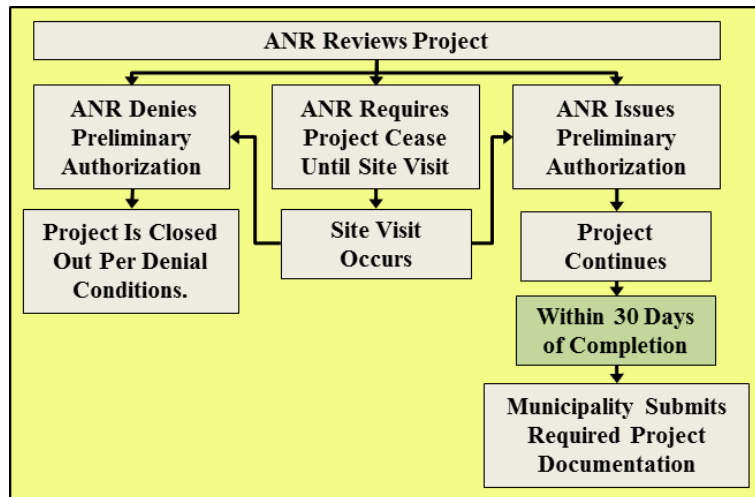 ANR Reviews Project
ANR Denies
Preliminary
Authorization
ANR Requires
Project Cease
Until Site Visit
ANR Issues
Preliminary
Authorization
Project Is Closed
Out Per Denial
Conditions.
Site Visit
Occurs
Project
Continues
Within 30 Days
of Completion
Municipality Submits
Required Project
Documentation